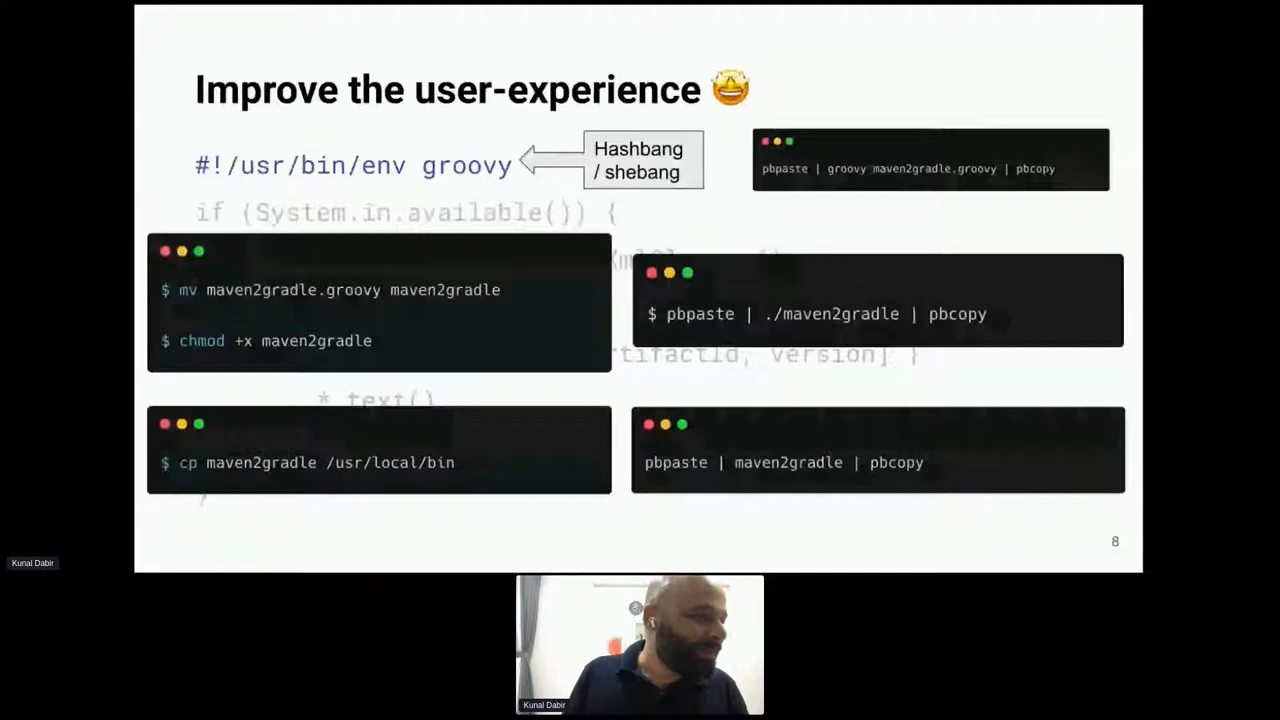 Improve the user-experience 🤩
#!/usr/bin/env groovy
Hashbang
/ shebang
pbpaste | groovy maven2gradle.groovy | pbcopy
if (System.in.available()) {
$ mv maven2gradle.groovy maven2gradle
$ chmod +x maven2gradle
$ pbpaste | ./maven2gradle | pbcopy
version] }
* text()
$ cp maven2gradle /usr/local/bin
pbpaste | maven2gradle | pbcopy
}
8
Kunal Dabir
Kunal Dabir